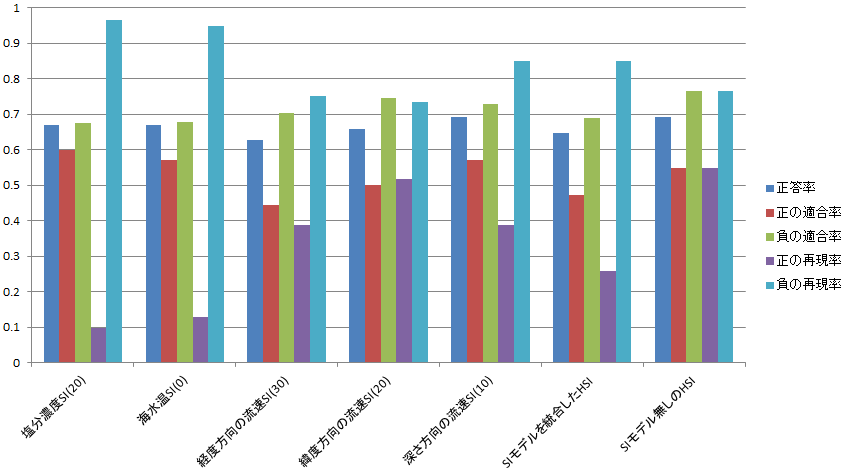 1
0.9
0.8
0.7
0.6
0.5
0.4
0.3
0.2
0.1
0
塩分濃度SI(20)
海水温SI(0)
経度方向の流速SI(30)
緯度方向の流速SI(20)
深さ方向の流速SI(10)
SIモデルを統合したHSI
SIモデル無しのHSI
正答率
正の適合率
負の適合率
正の再現率
負の再現率